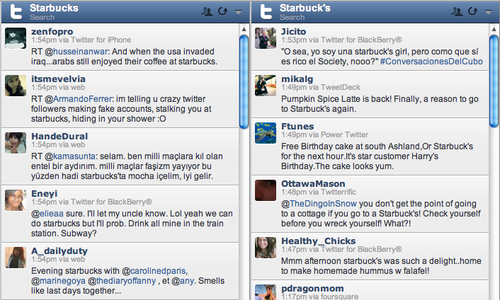 Starbucks
Search
zenfopro
1:54pm via Twitter for iPhone
RT @husseinanwar: And when the usa invaded
iraq...arabs still enjoyed their coffee at starbucks.
itsmevelvia
1:54pm via web
RT @ArmandoFerrer: im telling u crazy twitter
followers making fake accounts, stalking you at
starbucks, hiding in your shower :O
HandeDural
1:54pm via web
RT @kamasunta: selam. ben milli maçlara kıl olan
entel bir aydınım. milli maçlar faşizm yayıyor bu
yüzden hadi starbucks'ta mocha içelim, iyi gelir.
Eneyi
1:54pm via Twitter for BlackBerry®
@elieaa sure. I'll let my uncle know. Lol yeah we can
do starbucks but I'll prob. Drink all mine in the train
station. Subway?
A_dailyduty
1:54pm via web
Evening starbucks with @carolinedparis,
@marinegoya @thediaryoffanny , et @any. Smells
like last days together...
Starbuck's
Search
Jicito
1:53pm via Twitter for BlackBerry®
"O sea, yo soy una starbuck's girl, pero como que sí
es rico el Society, nooo?" #ConversacionesDelCubo
mikalg
1:49pm via TweetDeck
Pumpkin Spice Latte is back! Finally, a reason to
go to Starbuck's again.
Ftunes
1:49pm via Power Twitter
Free Birthday cake at south Ashland,Or Starbuck's
for the next hour.It's star customer Harry's
Birthday.The cake looks yum.
OttawaMason
1:48pm via Twitterrific
@TheDingoInSnow you don't get the point of going
to a cottage if you go to a Starbuck's! Check yourself
before you wreck yourself! What?!
Healthy_Chicks
1:47pm via Twitter for BlackBerry®
Mmm afternoon starbuck's was such a delight..home
to make homemade hummus w falafel!
pdragonmom
1:47pm via foursquare